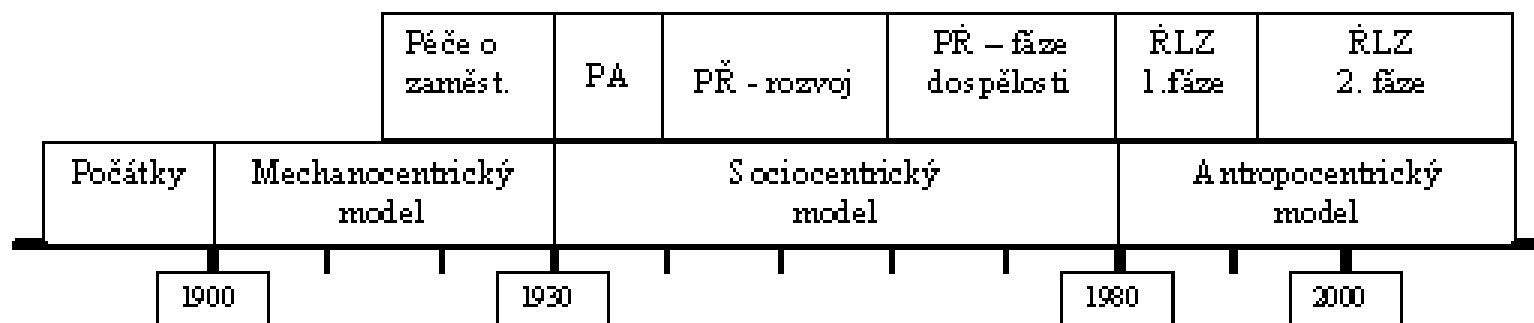 Péče o
zaměst.
PA
PŘ - rozvoj
PŘ – fáze
dospělosti
ŘLZ
1.fáze
ŘLZ
2. fáze
Počátky
Mechanocentrický
model
Sociocentrický
model
Antropocentrický
model
1900
1930
1980
2000